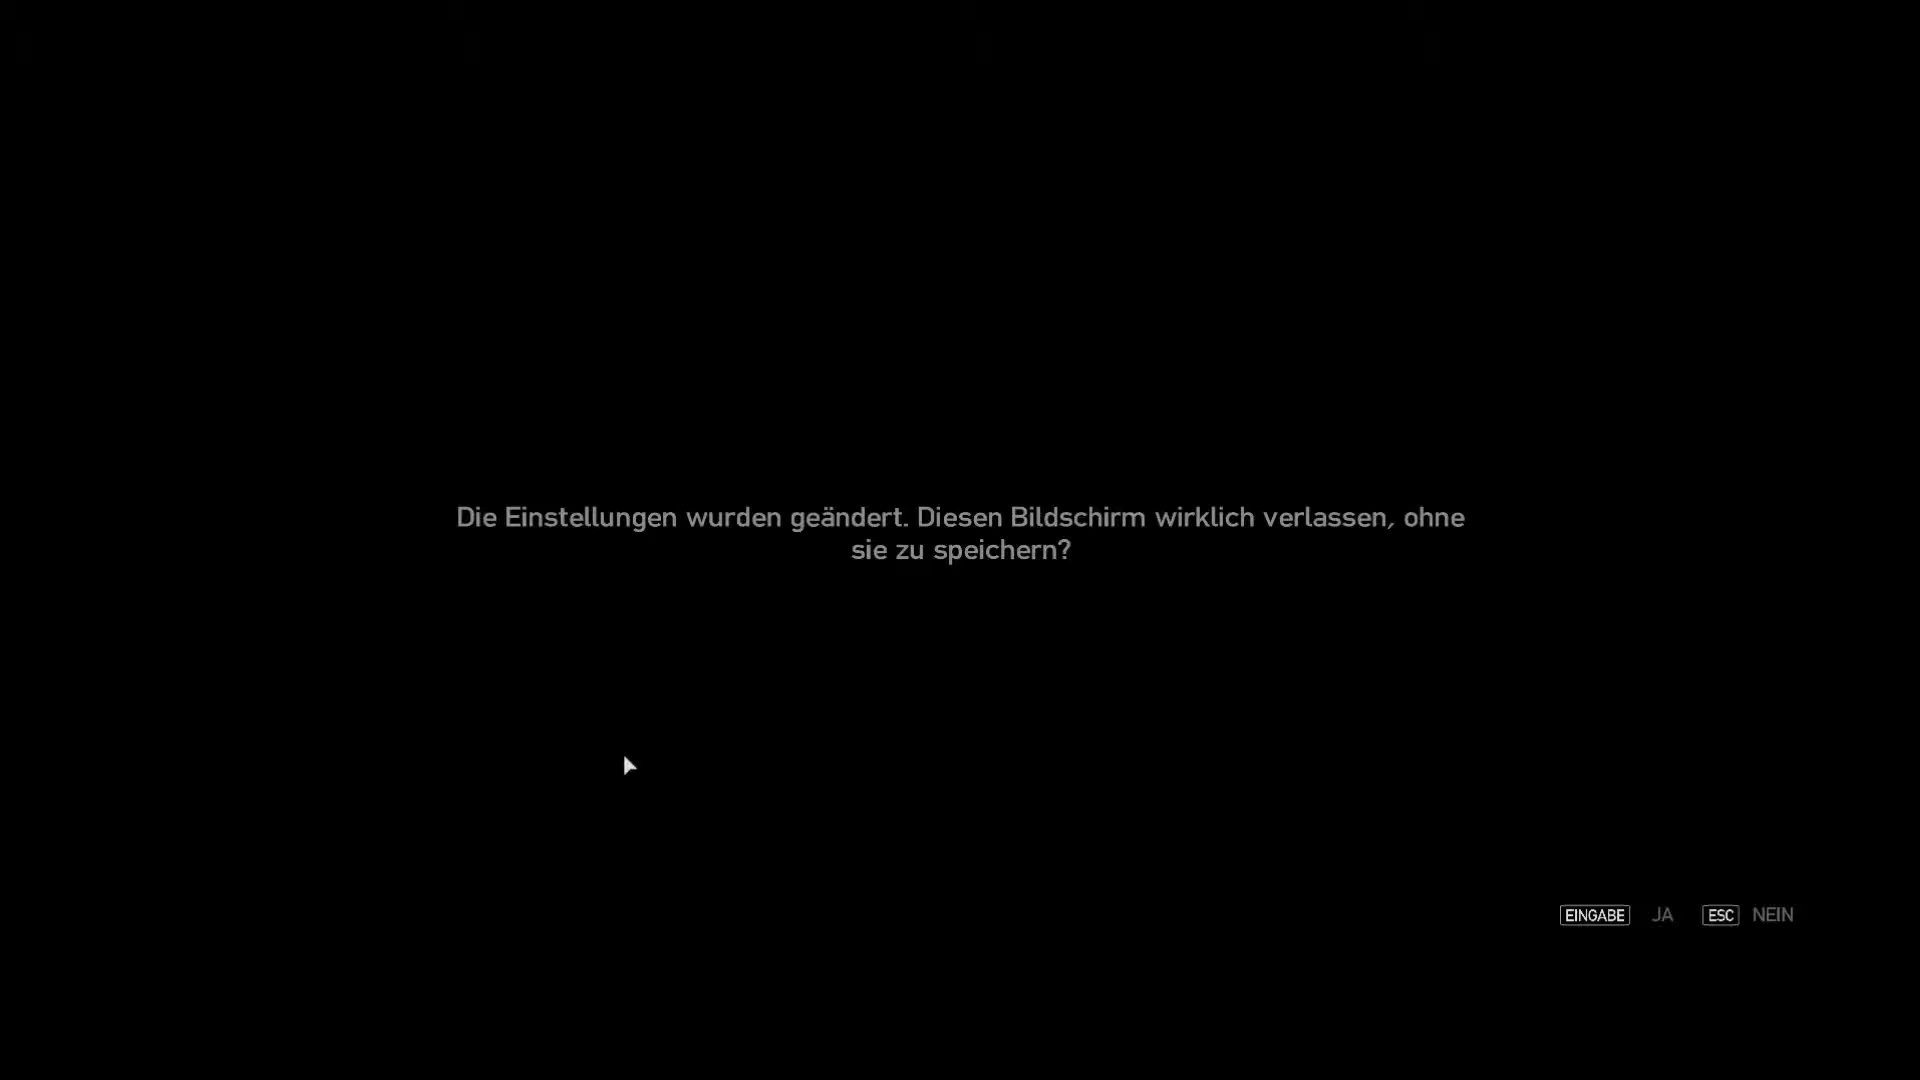 Die Einstellungen wurden geändert. Diesen Bildschirm wirklich verlassen, ohne
sie zu speichern?
EINGABE JA ESC NEIN